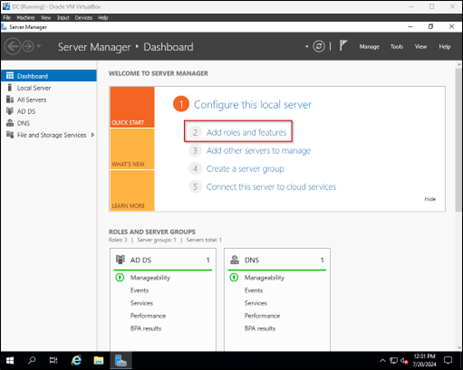 DC [Running] - Oracle VM VirtualBox
File Machine View Input Devices Help
Server Manager
Server Manager • Dashboard
Manage Tools View Help
Dashboard
Local Server
All Servers
AD DS
DNS
File and Storage Services
WELCOME TO SERVER MANAGER
QUICK START
WHAT'S NEW
LEARN MORE
1 Configure this local server
2 Add roles and features
3 Add other servers to manage
4 Create a server group
5 Connect this server to cloud services
Hide
ROLES AND SERVER GROUPS
Roles: 3 | Server groups: 1 | Servers total: 1
AD DS 1
Manageability
Events
Services
Performance
BPA results
DNS 1
Manageability
Events
Services
Performance
BPA results
12:31 PM
7/20/2024